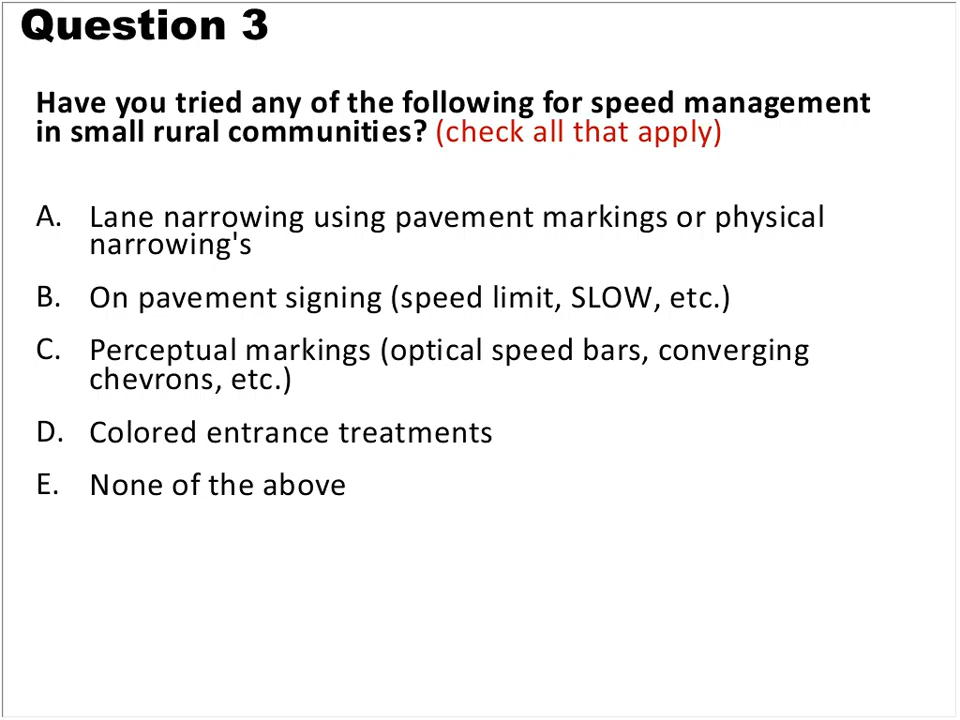 Question 3
Have you tried any of the following for speed management
in small rural communities? (check all that apply)
A. Lane narrowing using pavement markings or physical
narrowing's
B. On pavement signing (speed limit, SLOW, etc.)
C. Perceptual markings (optical speed bars, converging
chevrons, etc.)
D. Colored entrance treatments
E. None of the above